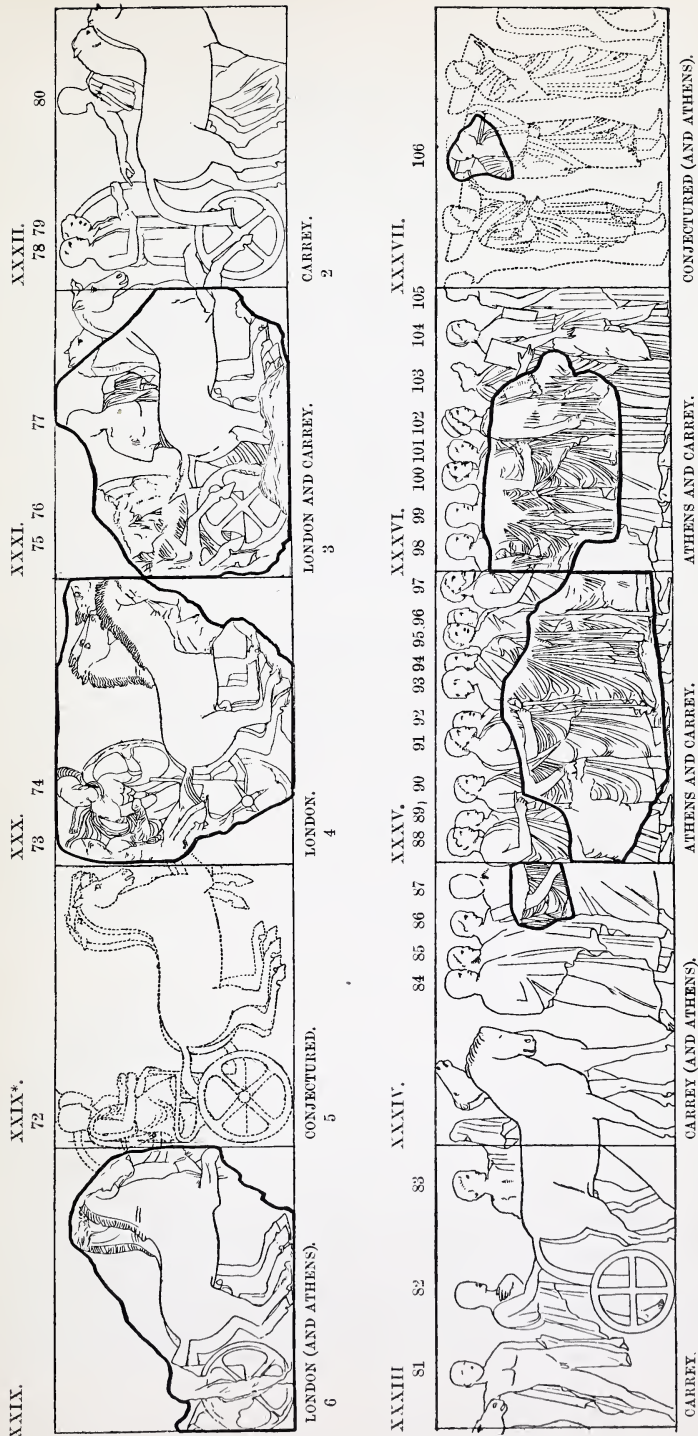 XXIX. XXIX*. XXX. XXXI. XXXII.
72 73 74 75 76 77 78 79 80
LONDON (AND ATHENS). CONJECTURED. LONDON. LONDON AND CARREY. CARREY.
6 5 4 3 2
XXXIII XXXIV. XXXV. XXXVI. XXXVII.
81 82 83 84 85 86 87 88 89 90 91 92 93 94 95 96 97 98 99 100 101 102 103 104 105 106
CARREY. CARREY (AND ATHENS). ATHENS AND CARREY. ATHENS AND CARREY. CONJECTURED (AND ATHENS).